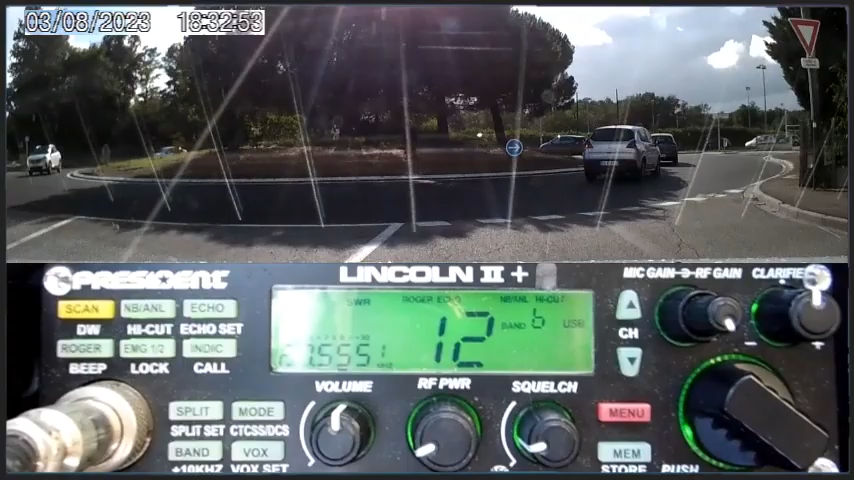 03/08/2023 18:32:53
PRESIDENT LINCOLN II + MIC GAIN RF GAIN CLARIFIER
SCAN NB/ANL ECHO
DW HI-CUT ECHO SET
ROGER EMG 1/2 INDIC
BEEP LOCK CALL
SWR ROGER ECHO NB/ANL HI-CUT
12 BAND b USB
27.555 MHz
CH
VOLUME RF PWR SQUELCH
SPLIT MODE
SPLIT SET CTCSS/DCS
BAND VOX
+10KHZ VOX SET
MENU
MEM
STORE PUSH